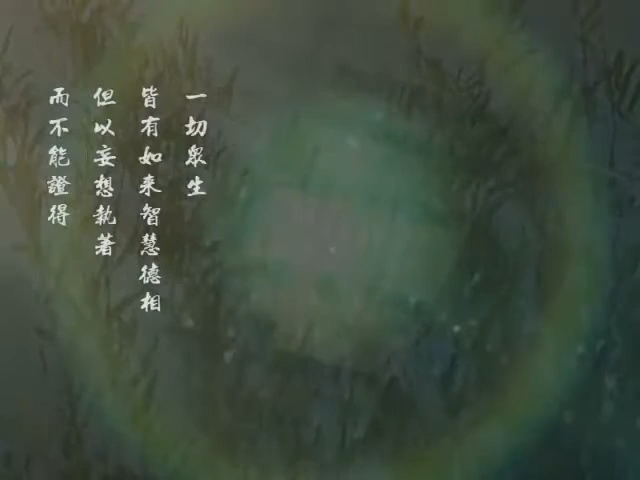 一切眾生
皆有如来智慧德相
但以妄想執著
而不能證得